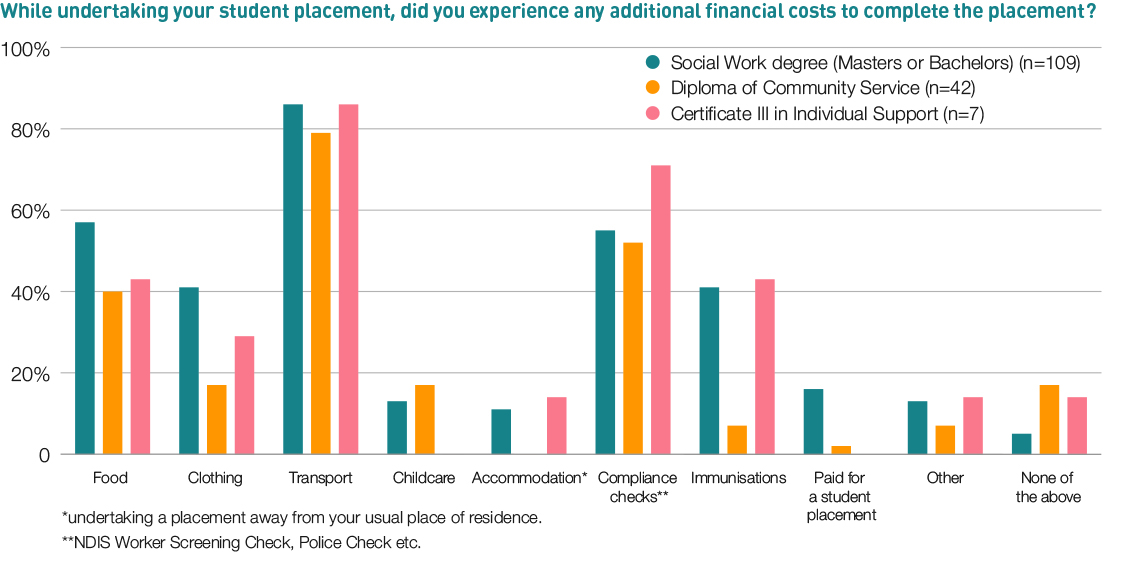 While undertaking your student placement, did you experience any additional financial costs to complete the placement?
100%
80%
60%
40%
20%
0
Social Work degree (Masters or Bachelors) (n=109)
Diploma of Community Service (n=42)
Certificate III in Individual Support (n=7)
Food
Clothing
Transport
Childcare
Accommodation*
Compliance
checks**
Immunisations
Paid for
a student
placement
Other
None of
the above
*undertaking a placement away from your usual place of residence.
**NDIS Worker Screening Check, Police Check etc.